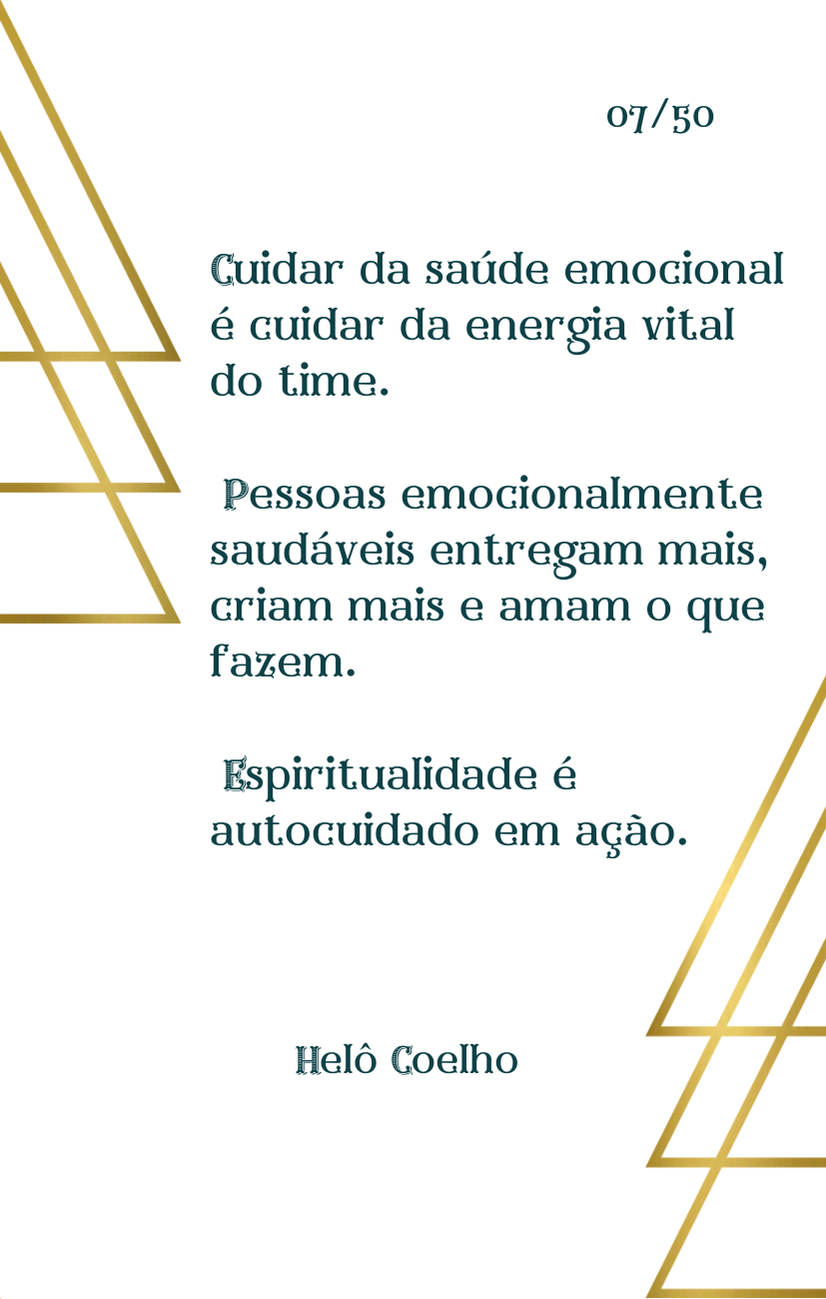 07/50
Cuidar da saúde emocional
é cuidar da energia vital
do time.
Pessoas emocionalmente
saudáveis entregam mais,
criam mais e amam o que
fazem.
Espiritualidade é
autocuidado em ação.
Helô Coelho